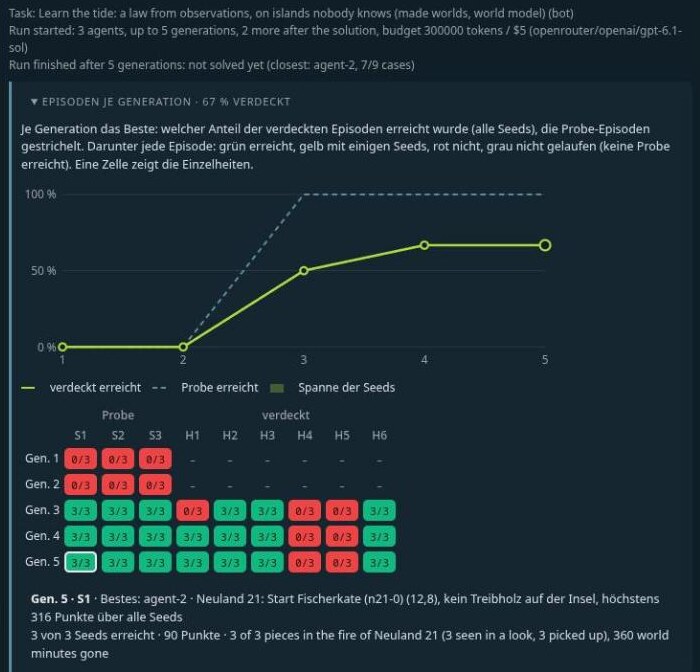 Task: Learn the tide: a law from observations, on islands nobody knows (made worlds, world model) (bot)
Run started: 3 agents, up to 5 generations, 2 more after the solution, budget 300000 tokens / $5 (openrouter/openai/gpt-6.1-
sol)
Run finished after 5 generations: not solved yet (closest: agent-2, 7/9 cases)
▼ EPISODEN JE GENERATION · 67 % VERDECKT
Je Generation das Beste: welcher Anteil der verdeckten Episoden erreicht wurde (alle Seeds), die Probe-Episoden
gestrichelt. Darunter jede Episode: grün erreicht, gelb mit einigen Seeds, rot nicht, grau nicht gelaufen (keine Probe
erreicht). Eine Zelle zeigt die Einzelheiten.
100 %
50 %
0 %
1 2 3 4 5
verdeckt erreicht Probe erreicht Spanne der Seeds
Probe verdeckt
S1 S2 S3 H1 H2 H3 H4 H5 H6
Gen. 1 0/3 0/3 0/3 – – – – – –
Gen. 2 0/3 0/3 0/3 – – – – – –
Gen. 3 3/3 3/3 3/3 0/3 3/3 3/3 0/3 0/3 3/3
Gen. 4 3/3 3/3 3/3 3/3 3/3 3/3 0/3 0/3 3/3
Gen. 5 3/3 3/3 3/3 3/3 3/3 3/3 0/3 0/3 3/3
Gen. 5 · S1 · Bestes: agent-2 · Neuland 21: Start Fischerkate (n21-0) (12,8), kein Treibholz auf der Insel, höchstens
316 Punkte über alle Seeds
3 von 3 Seeds erreicht · 90 Punkte · 3 of 3 pieces in the fire of Neuland 21 (3 seen in a look, 3 picked up), 360 world
minutes gone